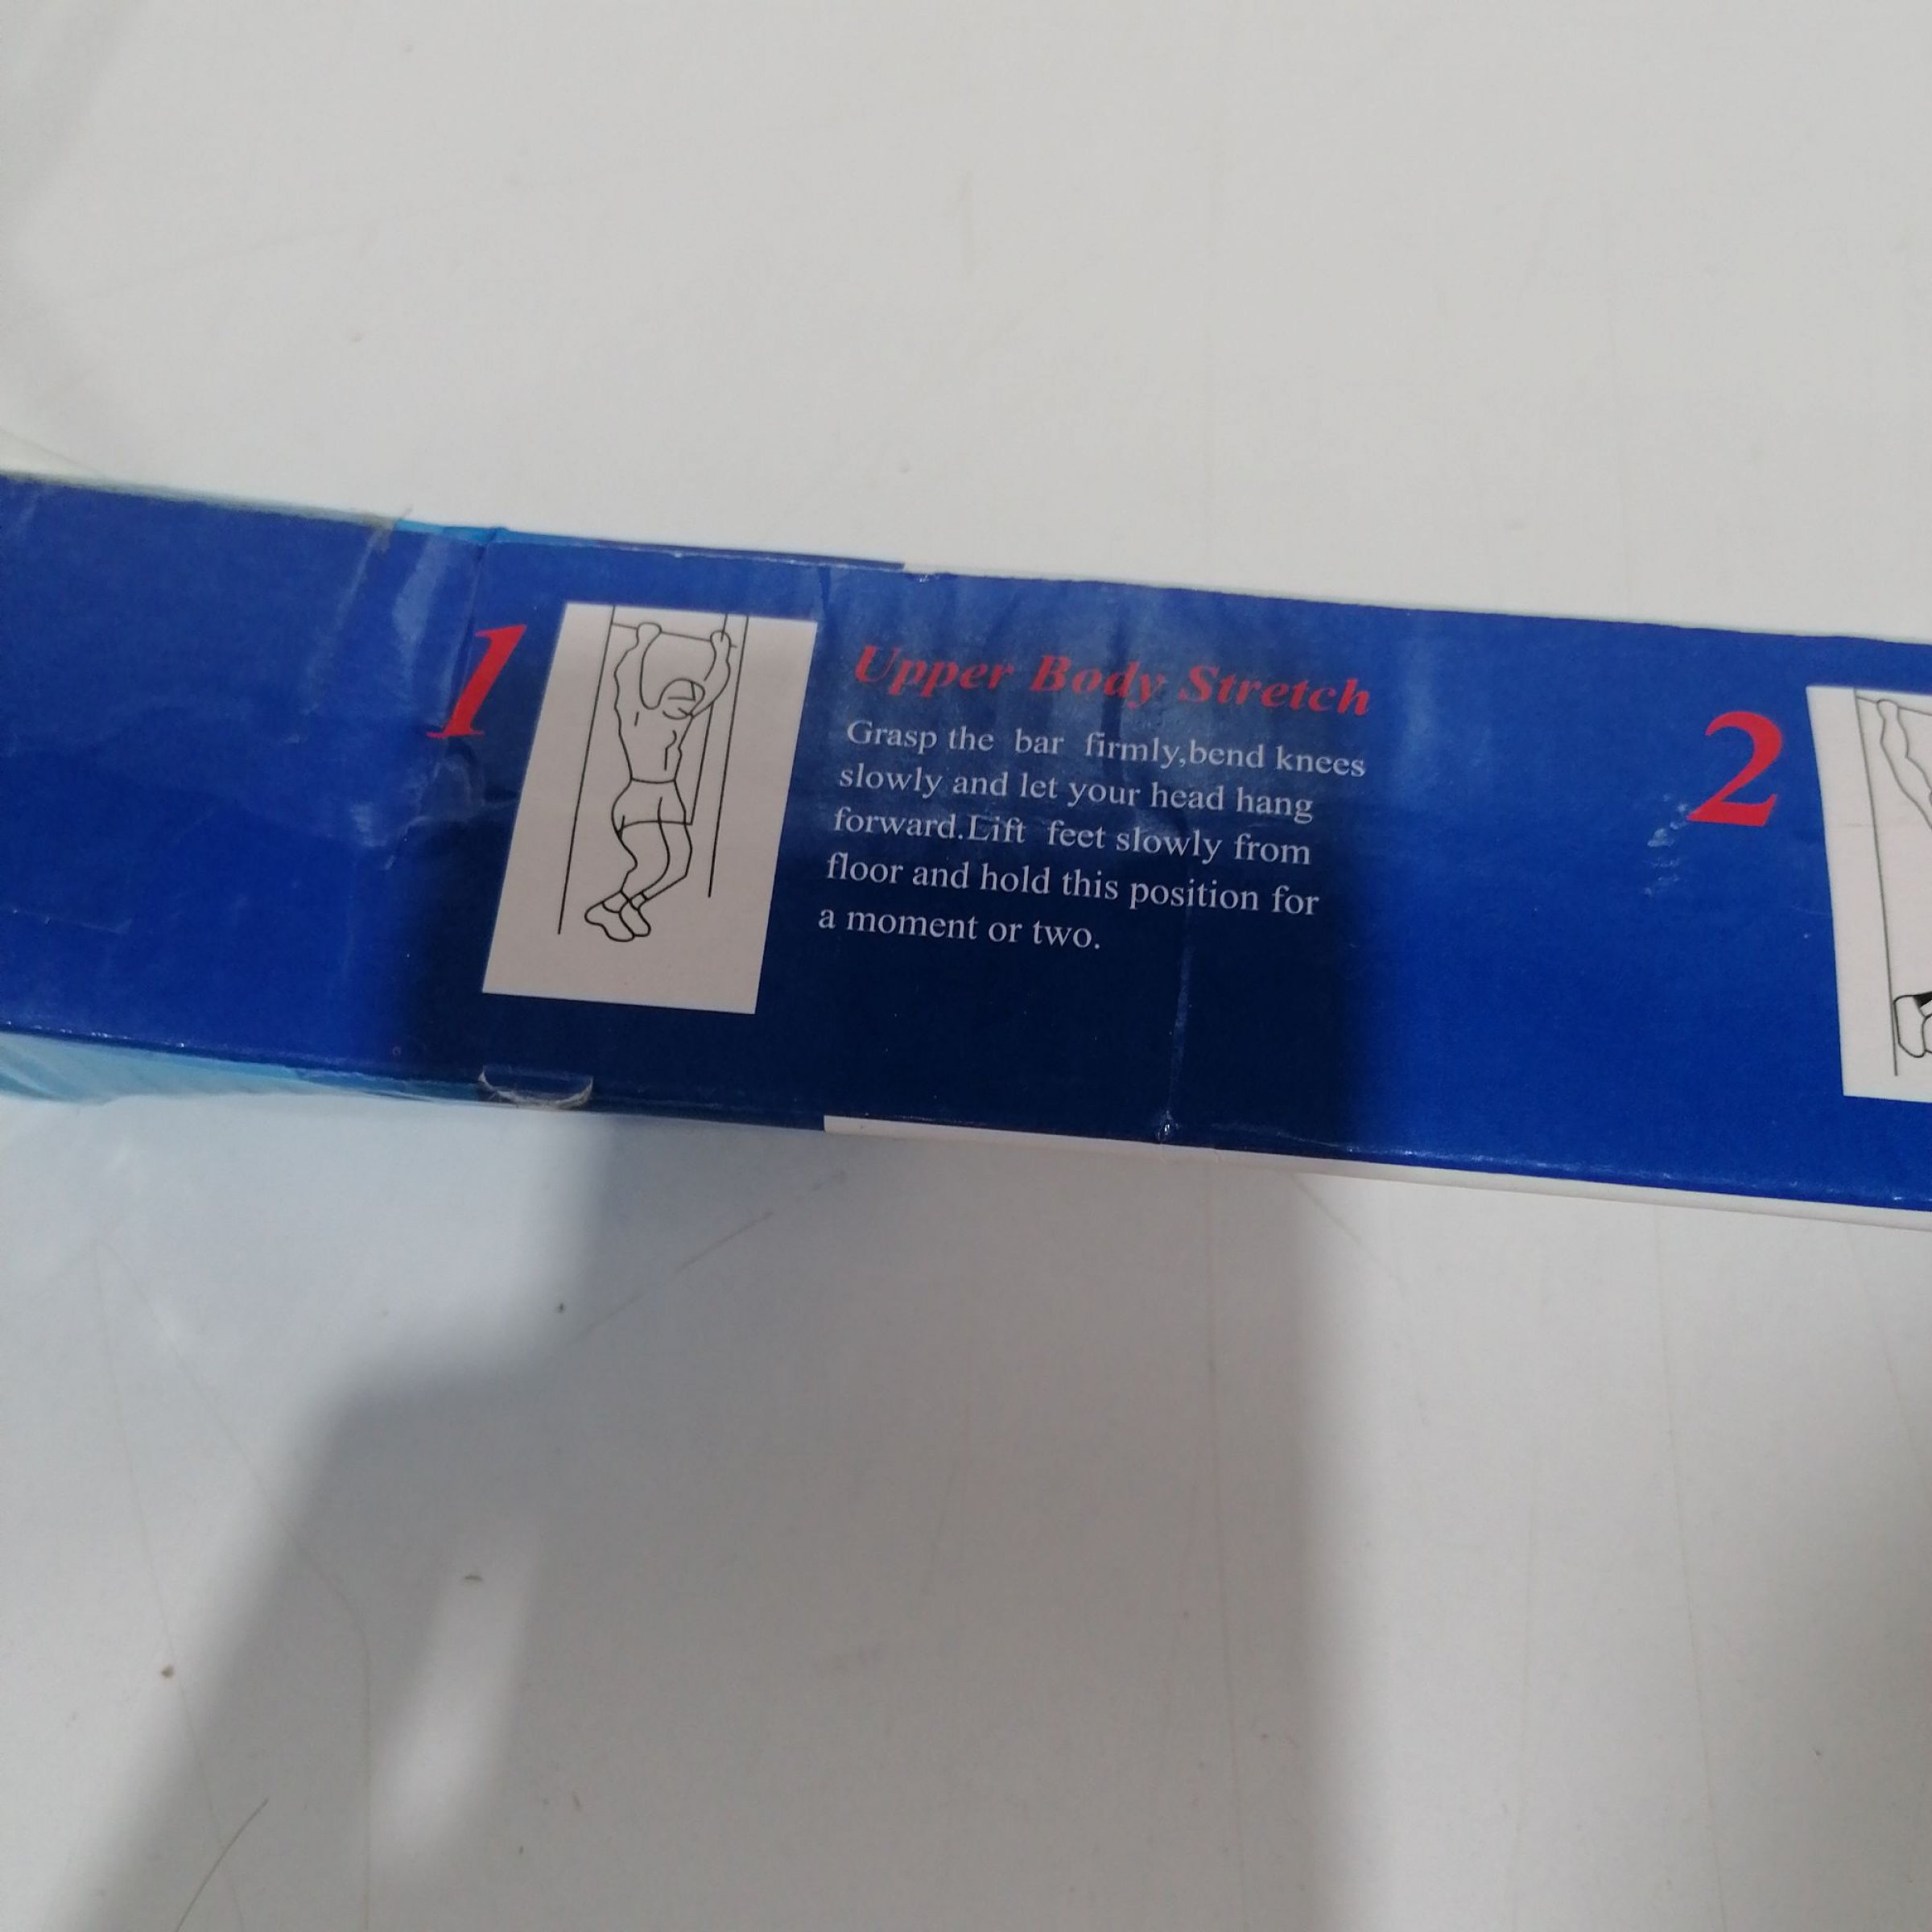 1
Upper Body Stretch
Grasp the bar firmly,bend knees
slowly and let your head hang
forward.Lift feet slowly from
floor and hold this position for
a moment or two.
2